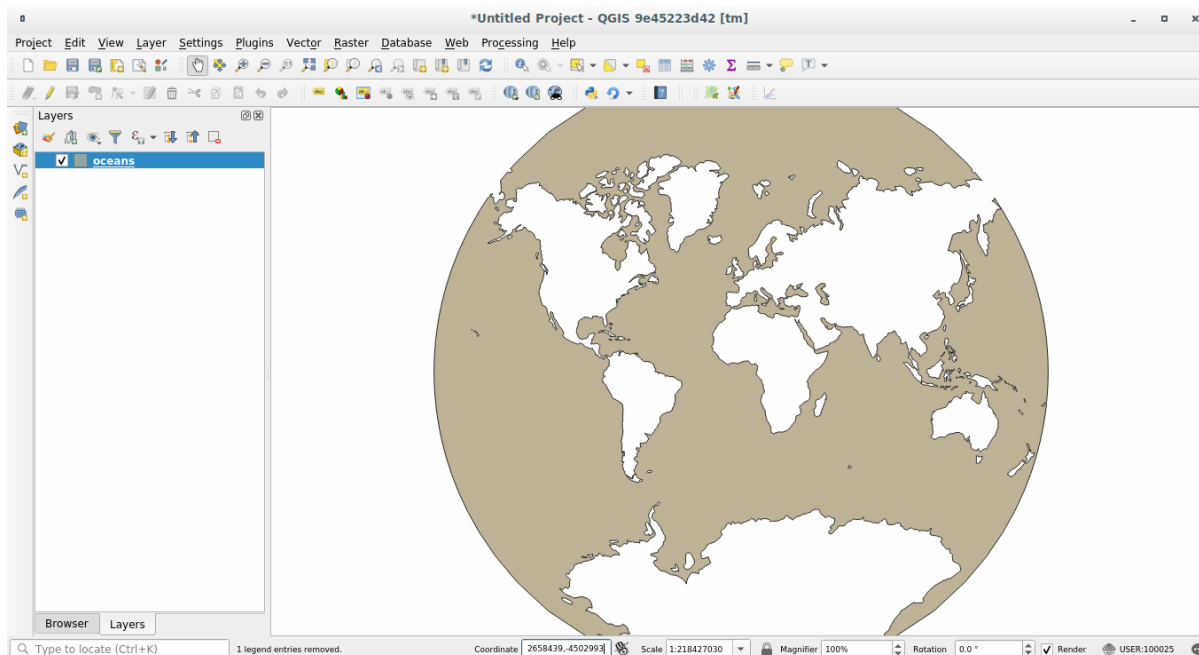 *Untitled Project - QGIS 9e45223d42 [tm]
Project Edit View Layer Settings Plugins Vector Raster Database Web Processing Help
Layers
oceans
Browser Layers
Type to locate (Ctrl+K) 1 legend entries removed. Coordinate 2658439,-4502993 Scale 1:218427030 Magnifier 100% Rotation 0.0 ° Render USER:100025